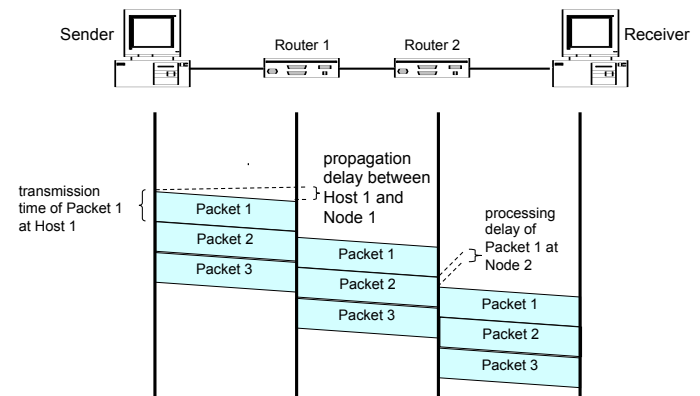 Sender
Router 1
Router 2
Receiver
transmission
time of Packet 1
at Host 1
propagation
delay between
Host 1 and
Node 1
processing
delay of
Packet 1 at
Node 2
Packet 1
Packet 2
Packet 3
Packet 1
Packet 2
Packet 3
Packet 1
Packet 2
Packet 3